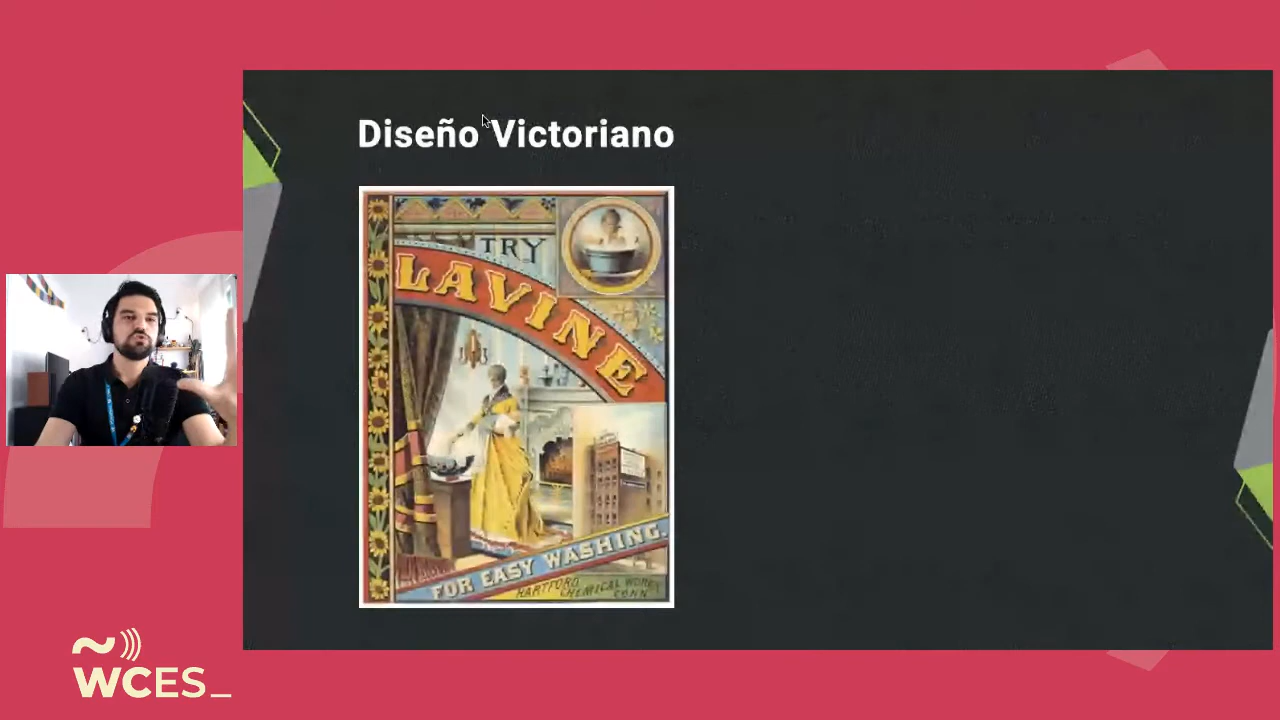 Diseño Victoriano
TRY
LAVINE
FOR EASY WASHING.
HARTFORD
CHEMICAL WORKS
CONN
WCES_